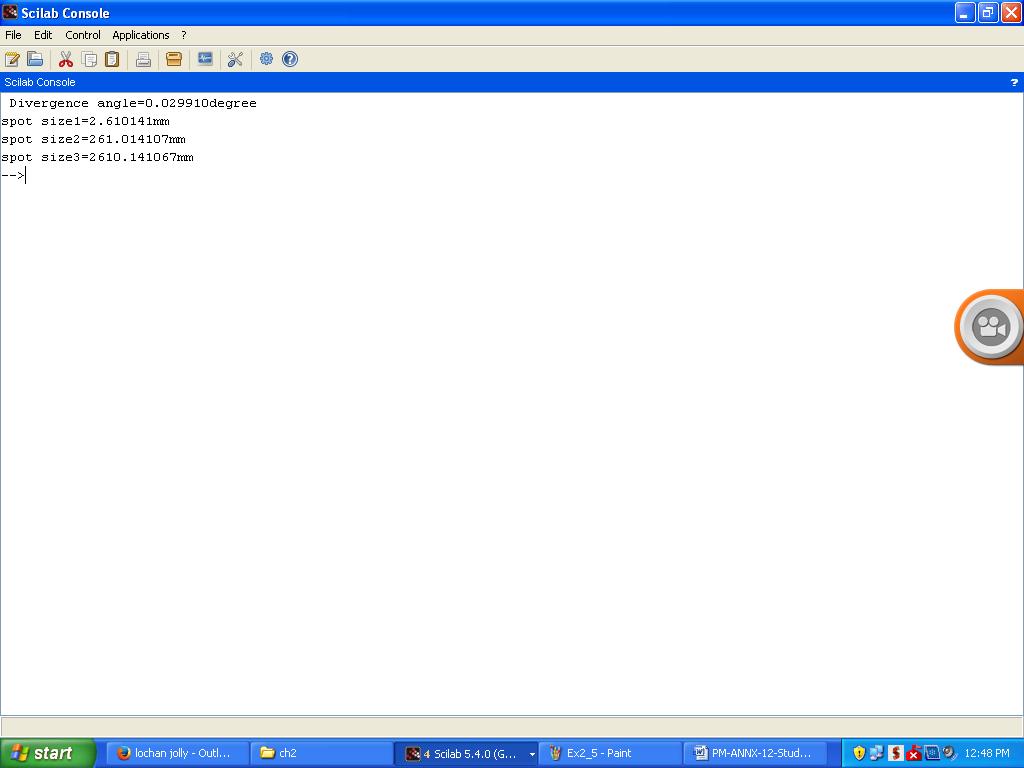 Scilab Console
File Edit Control Applications ?
Scilab Console ?
Divergence angle=0.029910degree
spot size1=2.610141mm
spot size2=261.014107mm
spot size3=2610.141067mm
-->
start lochan jolly - Outl... ch2 4 Scilab 5.4.0 (G... Ex2_5 - Paint PM-ANNX-12-Stud... 12:48 PM